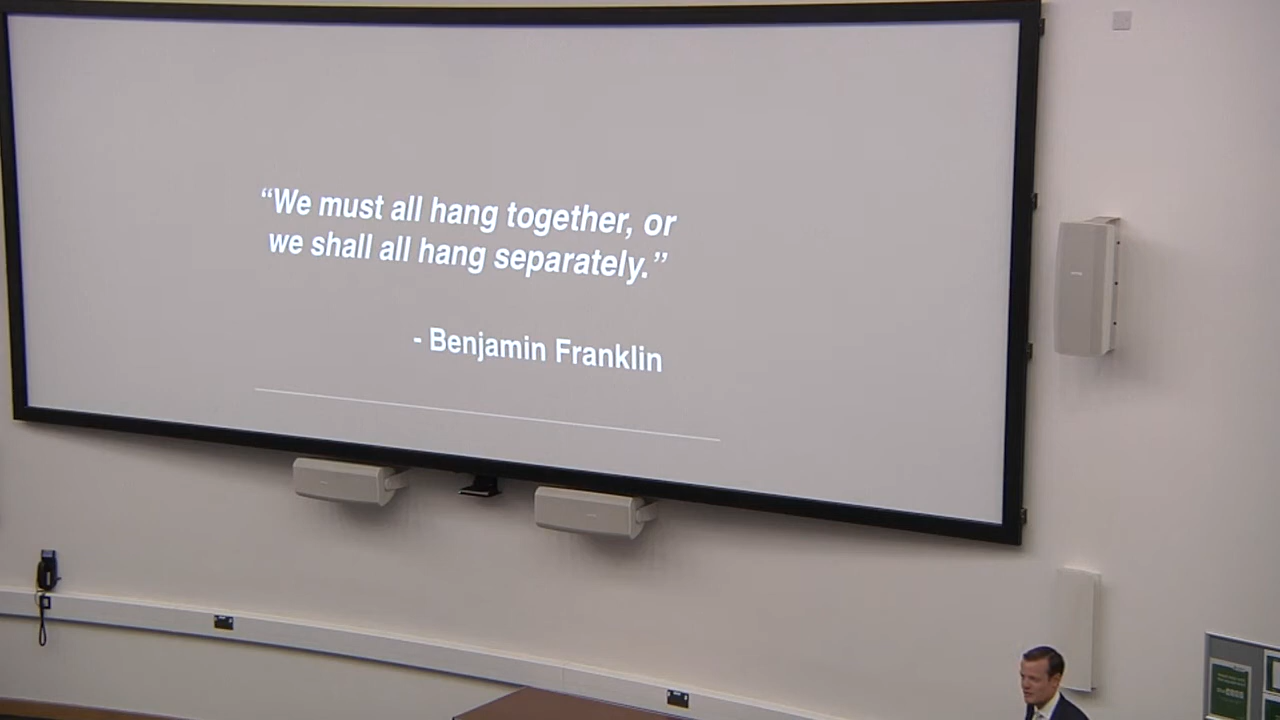 “We must all hang together, or
we shall all hang separately.”
- Benjamin Franklin